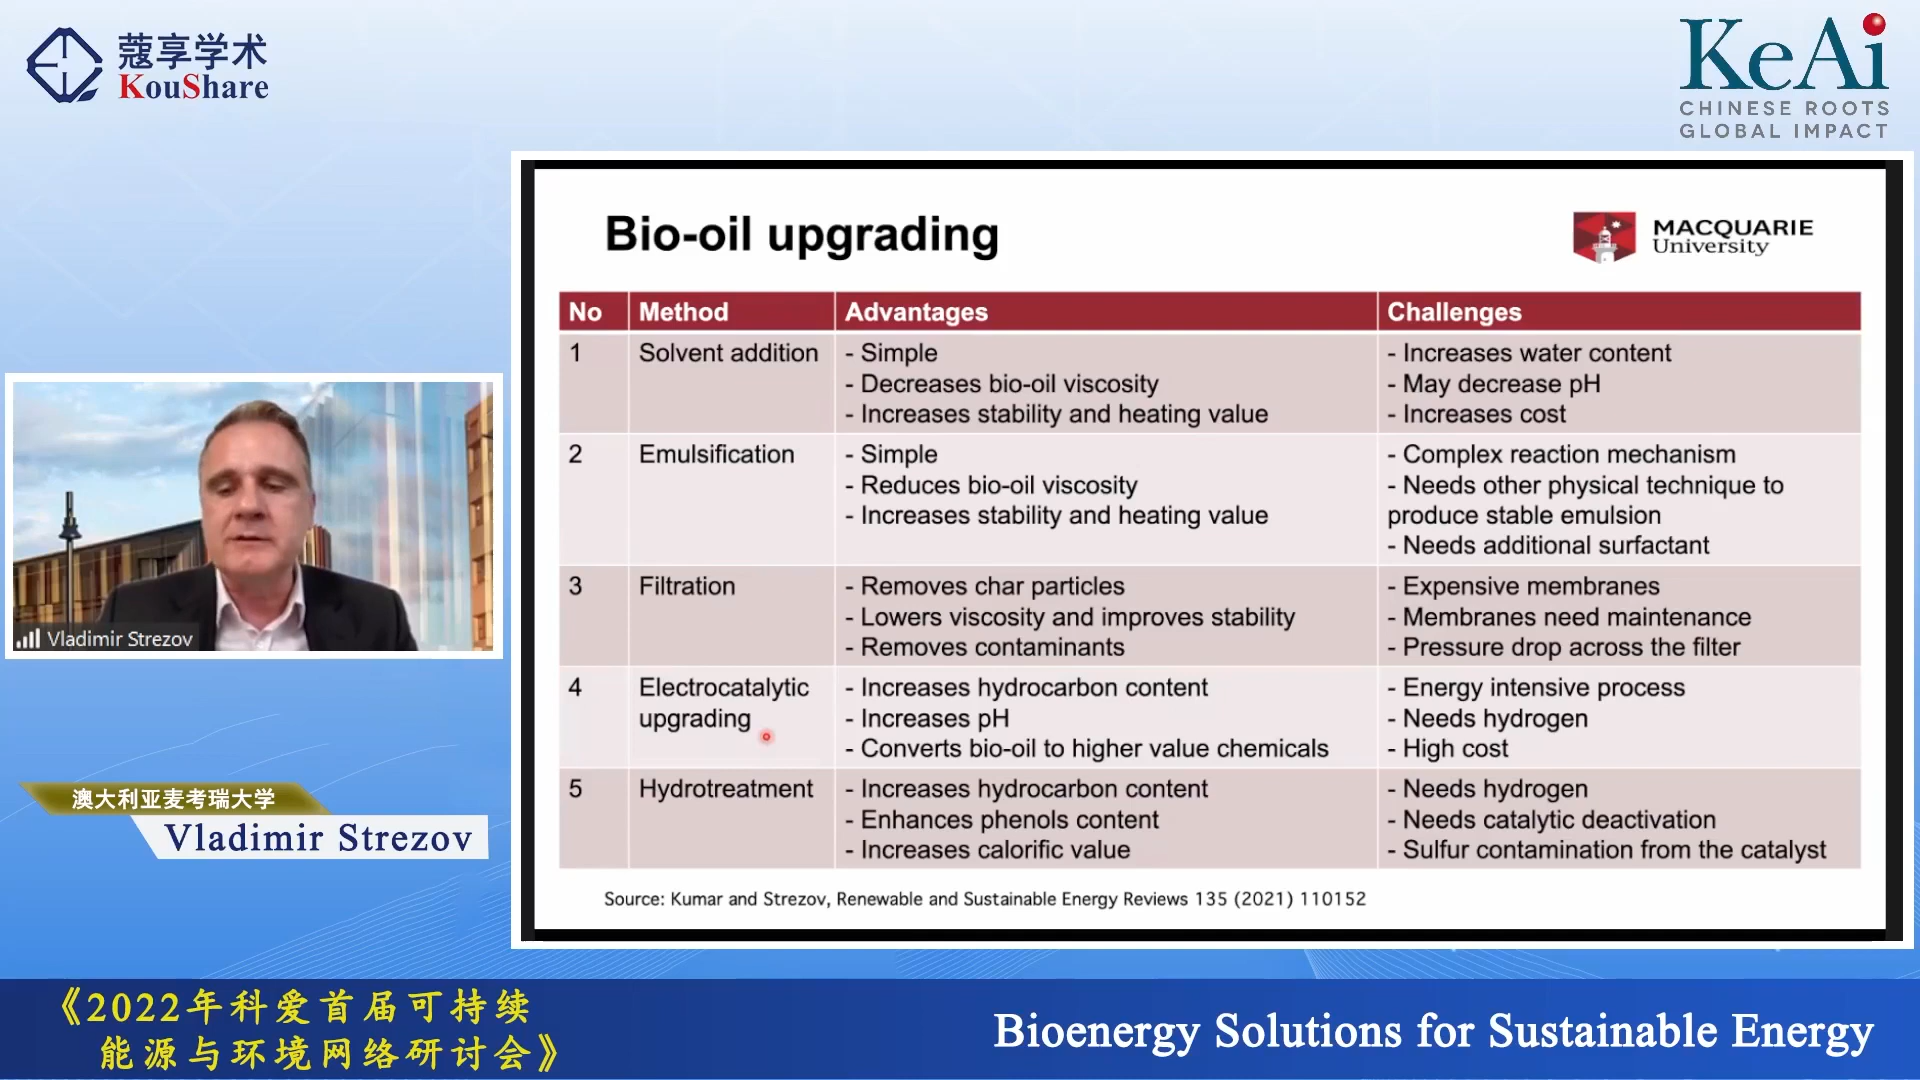 蔻享学术
KouShare
KeAi
CHINESE ROOTS
GLOBAL IMPACT
Bio-oil upgrading
MACQUARIE
University
No Method Advantages Challenges
1 Solvent addition
- Simple
- Decreases bio-oil viscosity
- Increases stability and heating value
- Increases water content
- May decrease pH
- Increases cost
2 Emulsification
- Simple
- Reduces bio-oil viscosity
- Increases stability and heating value
- Complex reaction mechanism
- Needs other physical technique to
produce stable emulsion
- Needs additional surfactant
3 Filtration
- Removes char particles
- Lowers viscosity and improves stability
- Removes contaminants
- Expensive membranes
- Membranes need maintenance
- Pressure drop across the filter
4 Electrocatalytic
upgrading
- Increases hydrocarbon content
- Increases pH
- Converts bio-oil to higher value chemicals
- Energy intensive process
- Needs hydrogen
- High cost
5 Hydrotreatment
- Increases hydrocarbon content
- Enhances phenols content
- Increases calorific value
- Needs hydrogen
- Needs catalytic deactivation
- Sulfur contamination from the catalyst
Source: Kumar and Strezov, Renewable and Sustainable Energy Reviews 135 (2021) 110152
Vladimir Strezov
澳大利亚麦考瑞大学
Vladimir Strezov
《2022年科爱首届可持续
能源与环境网络研讨会》
Bioenergy Solutions for Sustainable Energy